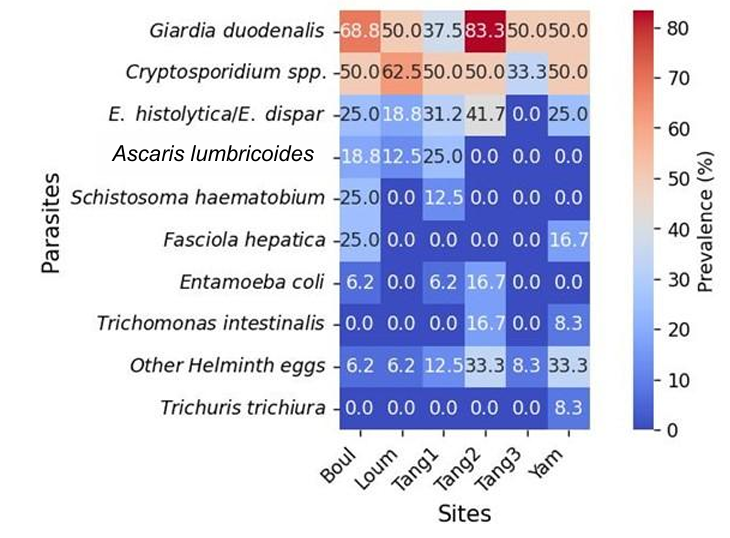 Giardia duodenalis 68.8 50.0 37.5 83.3 50.0 50.0
Cryptosporidium spp. 50.0 62.5 50.0 50.0 33.3 50.0
E. histolytica/E. dispar 25.0 18.8 31.2 41.7 0.0 25.0
Ascaris lumbricoides 18.8 12.5 25.0 0.0 0.0 0.0
Schistosoma haematobium 25.0 0.0 12.5 0.0 0.0 0.0
Fasciola hepatica 25.0 0.0 0.0 0.0 0.0 16.7
Entamoeba coli 6.2 0.0 6.2 16.7 0.0 0.0
Trichomonas intestinalis 0.0 0.0 0.0 16.7 0.0 8.3
Other Helminth eggs 6.2 6.2 12.5 33.3 8.3 33.3
Trichuris trichiura 0.0 0.0 0.0 0.0 0.0 8.3
Parasites
Boul Loum Tang1 Tang2 Tang3 Yam
Sites
80
70
60
50
40
30
20
10
0
Prevalence (%)